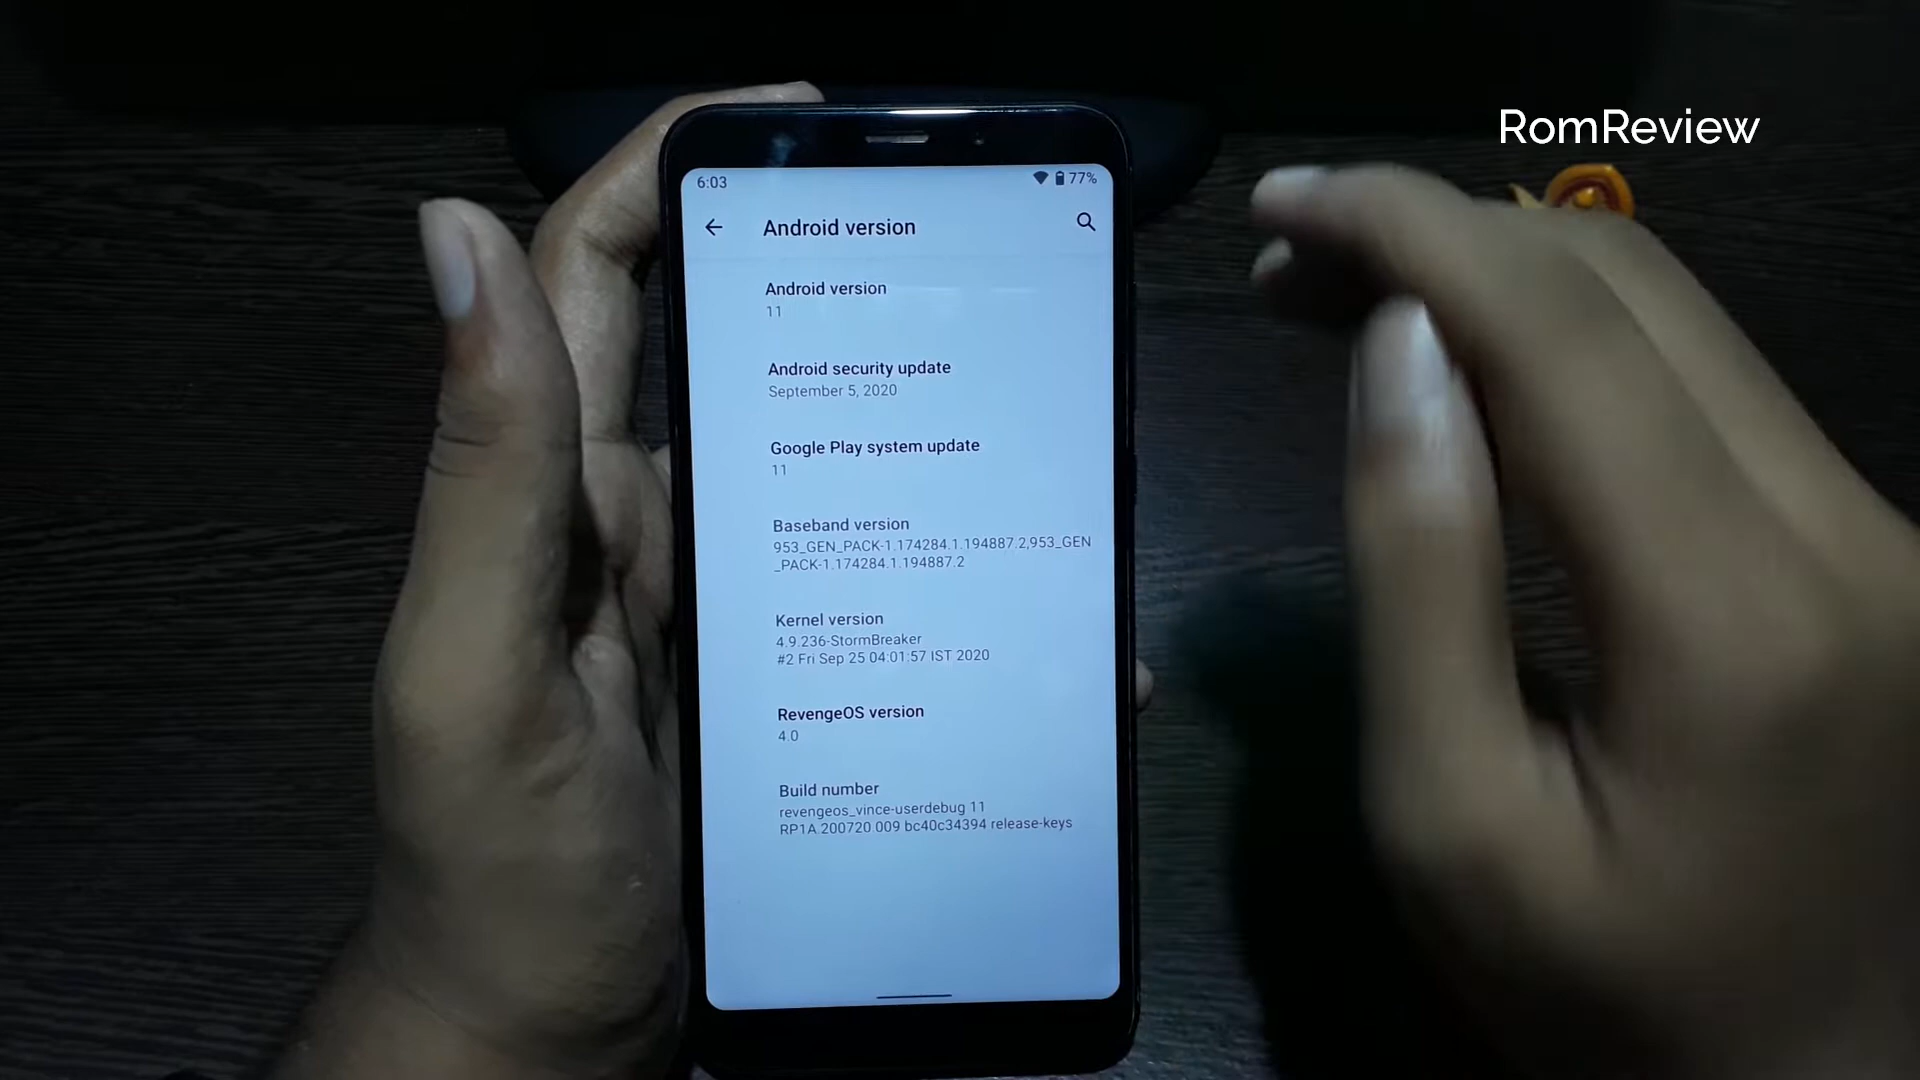 RomReview
6:03
77%
Android version
Android version
11
Android security update
September 5, 2020
Google Play system update
11
Baseband version
953_GEN_PACK-1.174284.1.194887.2,953_GEN
_PACK-1.174284.1.194887.2
Kernel version
4.9.236-StormBreaker
#2 Fri Sep 25 04:01:57 IST 2020
RevengeOS version
4.0
Build number
revengeos_vince-userdebug 11
RP1A.200720.009 bc40c34394 release-keys